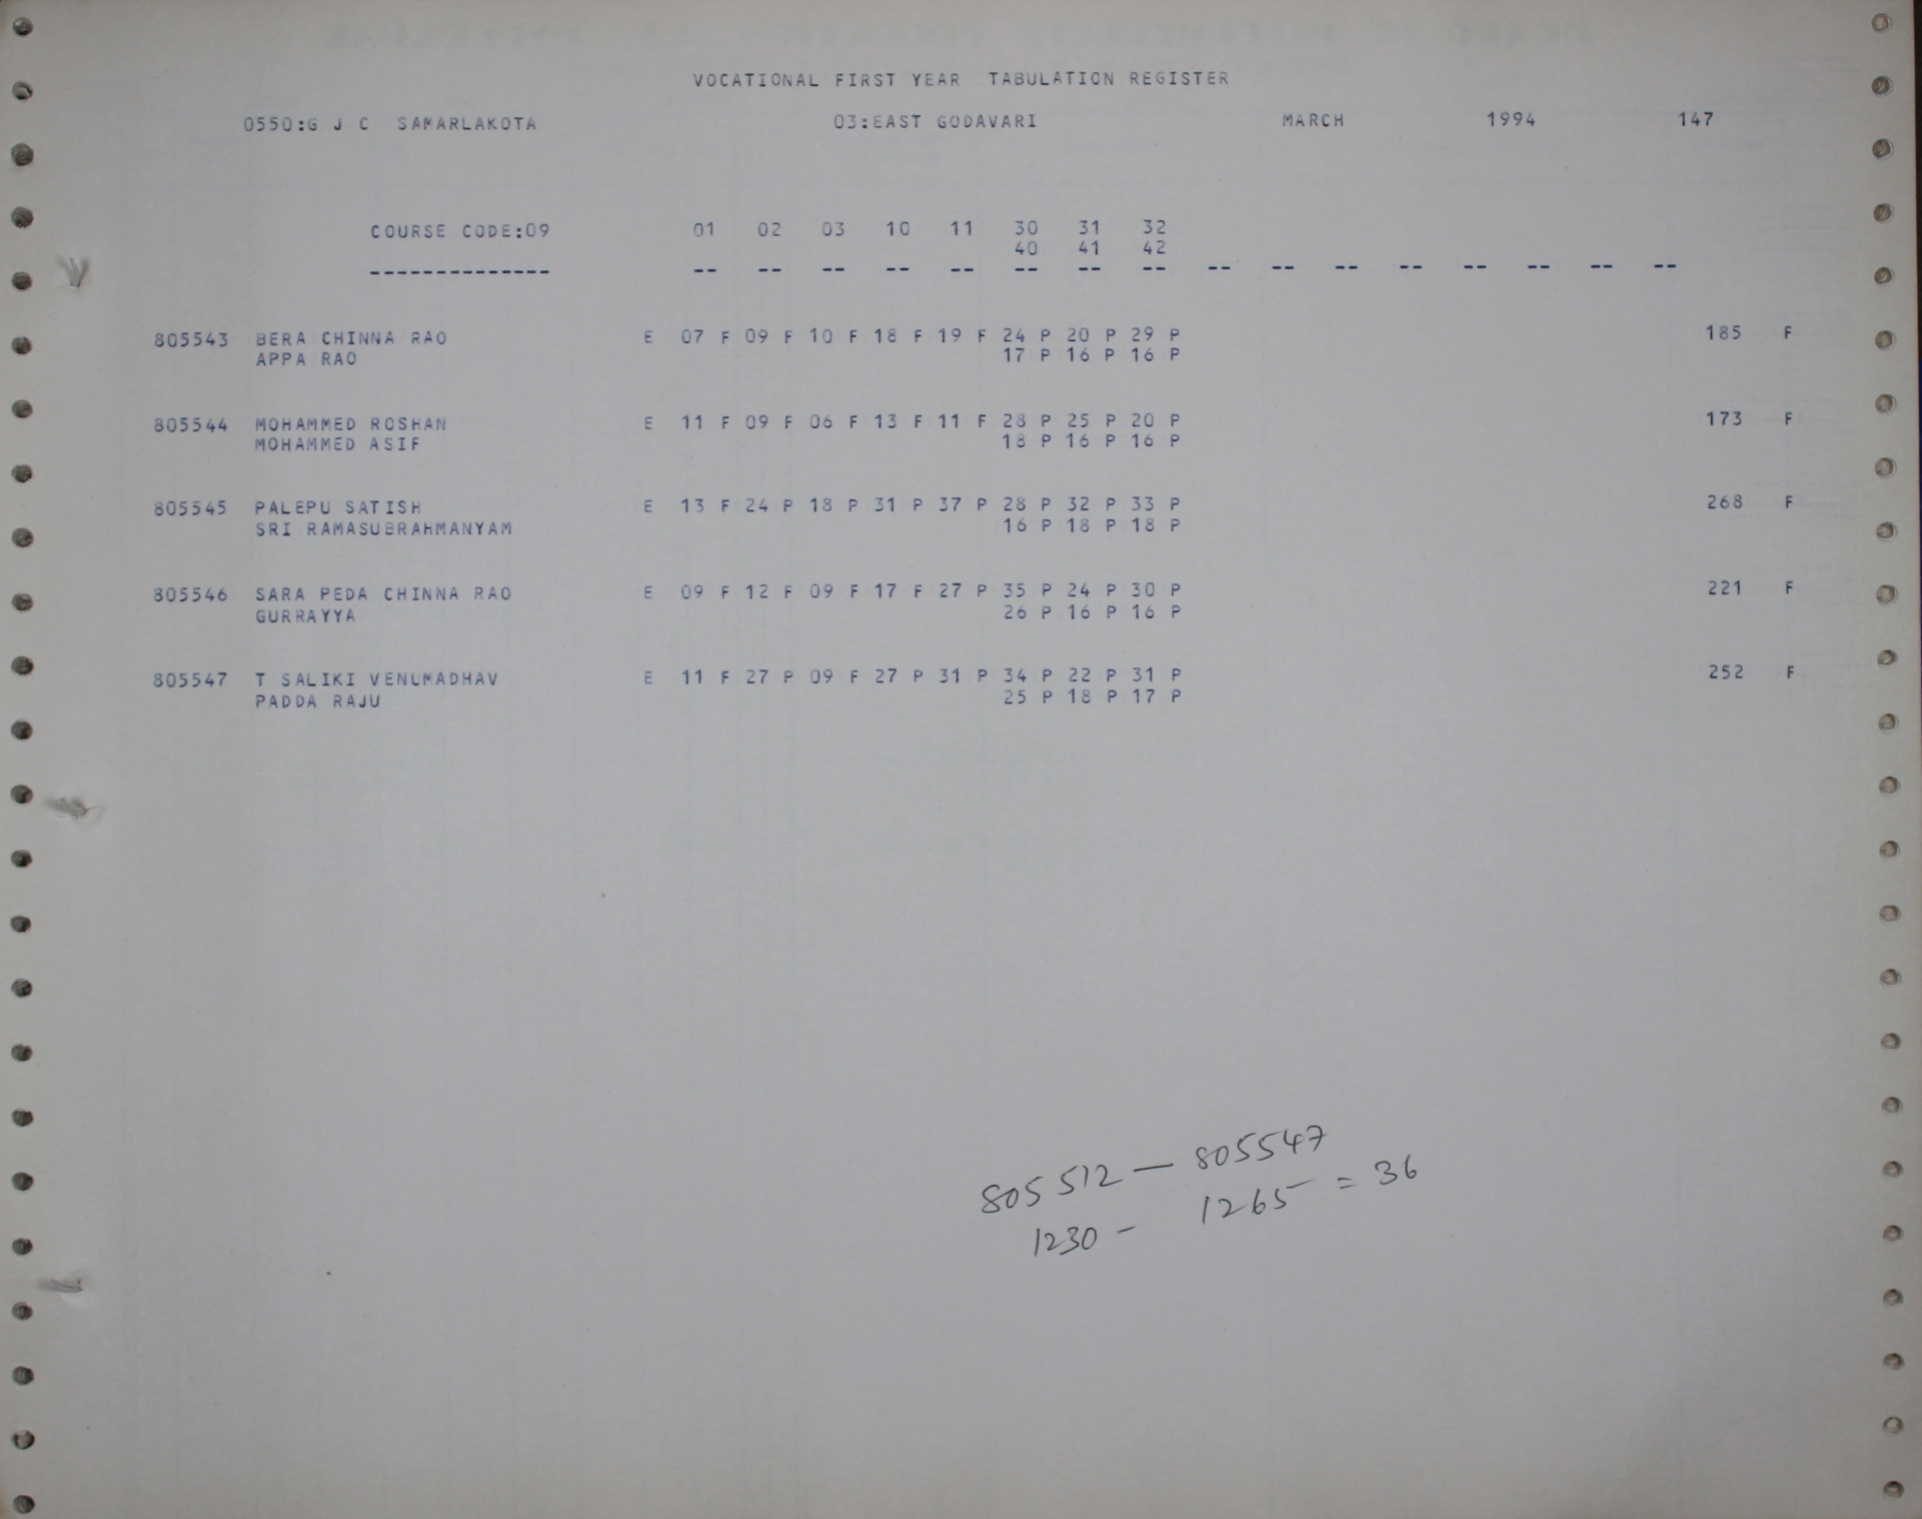 VOCATIONAL FIRST YEAR TABULATION REGISTER
0550:G J C SAMARLAKOTA 03:EAST GODAVARI MARCH 1994 147
COURSE CODE:09 01 02 03 10 11 30 31 32
40 41 42
-------------- -- -- -- -- -- -- -- -- -- -- -- -- -- -- -- --
805543 BERA CHINNA RAO E 07 F 09 F 10 F 18 F 19 F 24 P 20 P 29 P 185 F
APPA RAO 17 P 16 P 16 P
805544 MOHAMMED ROSHAN E 11 F 09 F 06 F 13 F 11 F 28 P 25 P 20 P 173 F
MOHAMMED ASIF 18 P 16 P 16 P
805545 PALEPU SATISH E 13 F 24 P 18 P 31 P 37 P 28 P 32 P 33 P 268 F
SRI RAMASUBRAHMANYAM 16 P 18 P 18 P
805546 SARA PEDA CHINNA RAO E 09 F 12 F 09 F 17 F 27 P 35 P 24 P 30 P 221 F
GURRAYYA 26 P 16 P 16 P
805547 T SALIKI VENUMADHAV E 11 F 27 P 09 F 27 P 31 P 34 P 22 P 31 P 252 F
PADDA RAJU 25 P 18 P 17 P
805512 — 805547
1230 - 1265 = 36